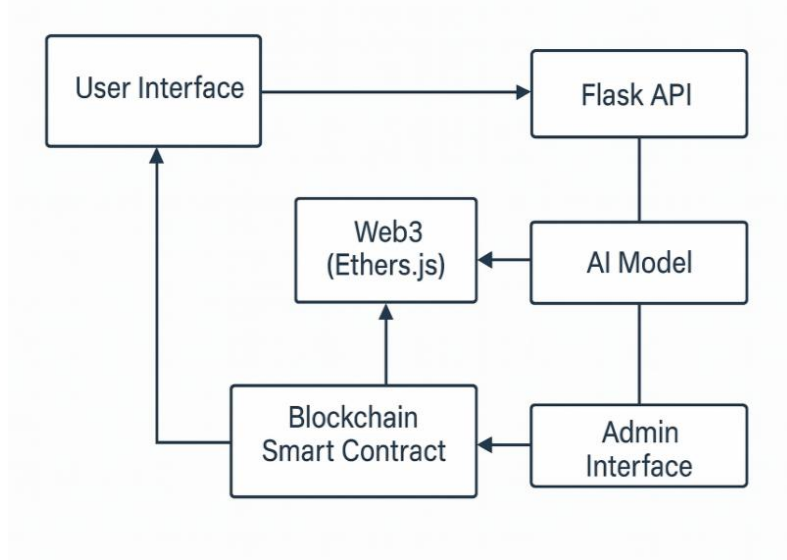 User Interface
Flask API
Web3
(Ethers.js)
AI Model
Blockchain
Smart Contract
Admin
Interface